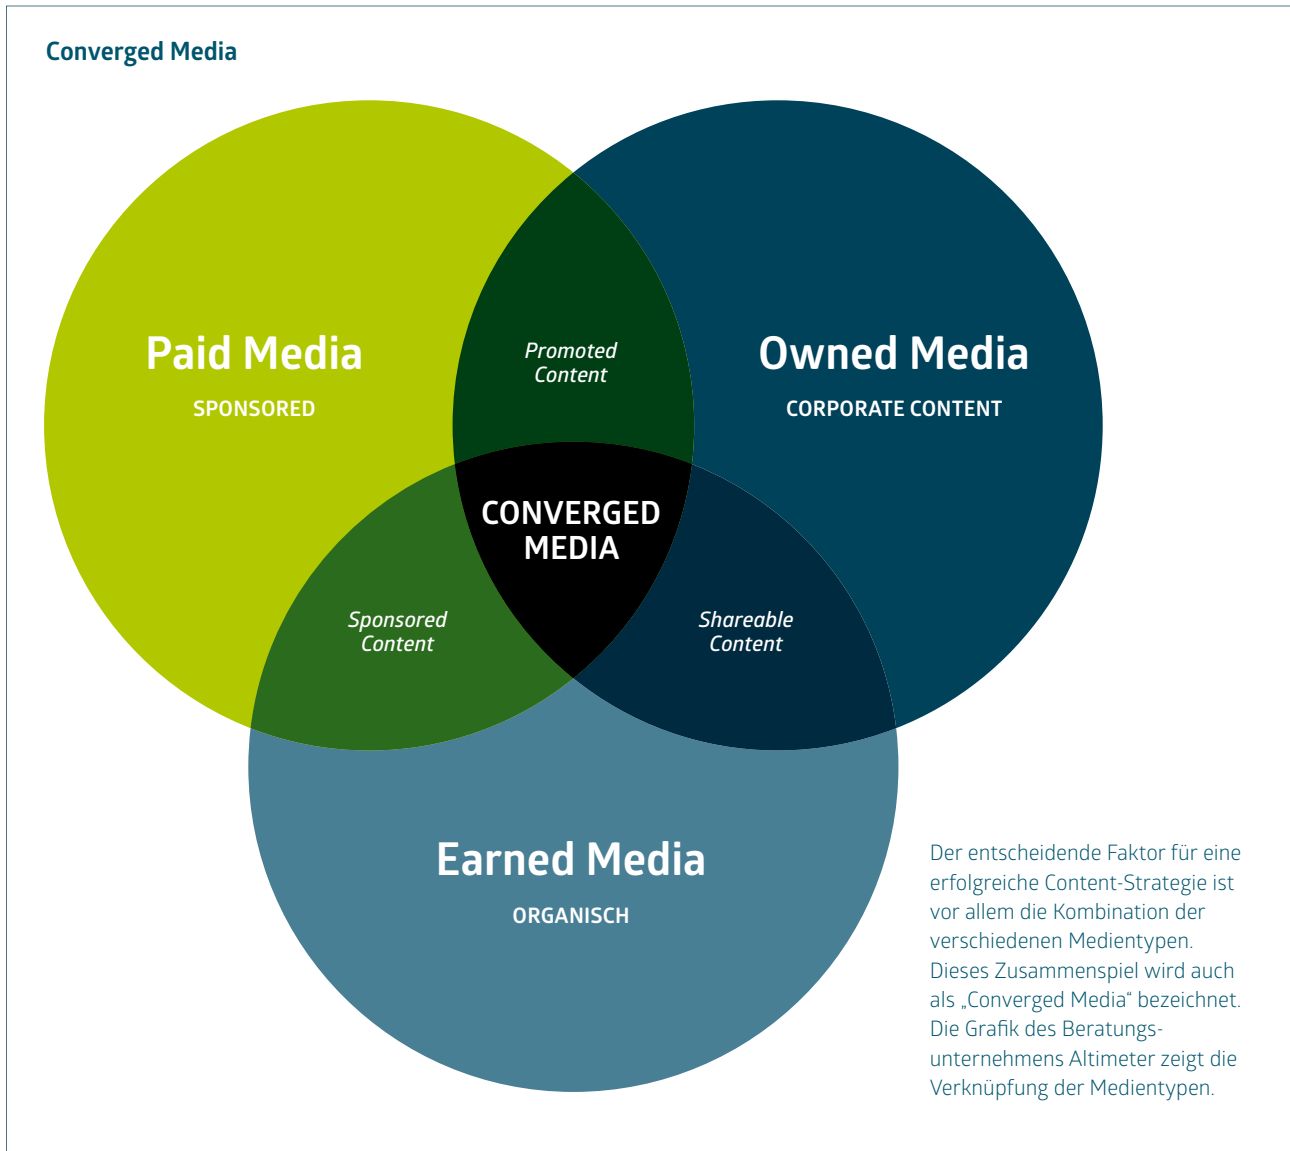 Converged Media
Paid Media
SPONSORED
Promoted
Content
Owned Media
CORPORATE CONTENT
CONVERGED
MEDIA
Sponsored
Content
Shareable
Content
Earned Media
ORGANISCH
Der entscheidende Faktor für eine
erfolgreiche Content-Strategie ist
vor allem die Kombination der
verschiedenen Medientypen.
Dieses Zusammenspiel wird auch
als „Converged Media“ bezeichnet.
Die Grafik des Beratungs-
unternehmens Altimeter zeigt die
Verknüpfung der Medientypen.